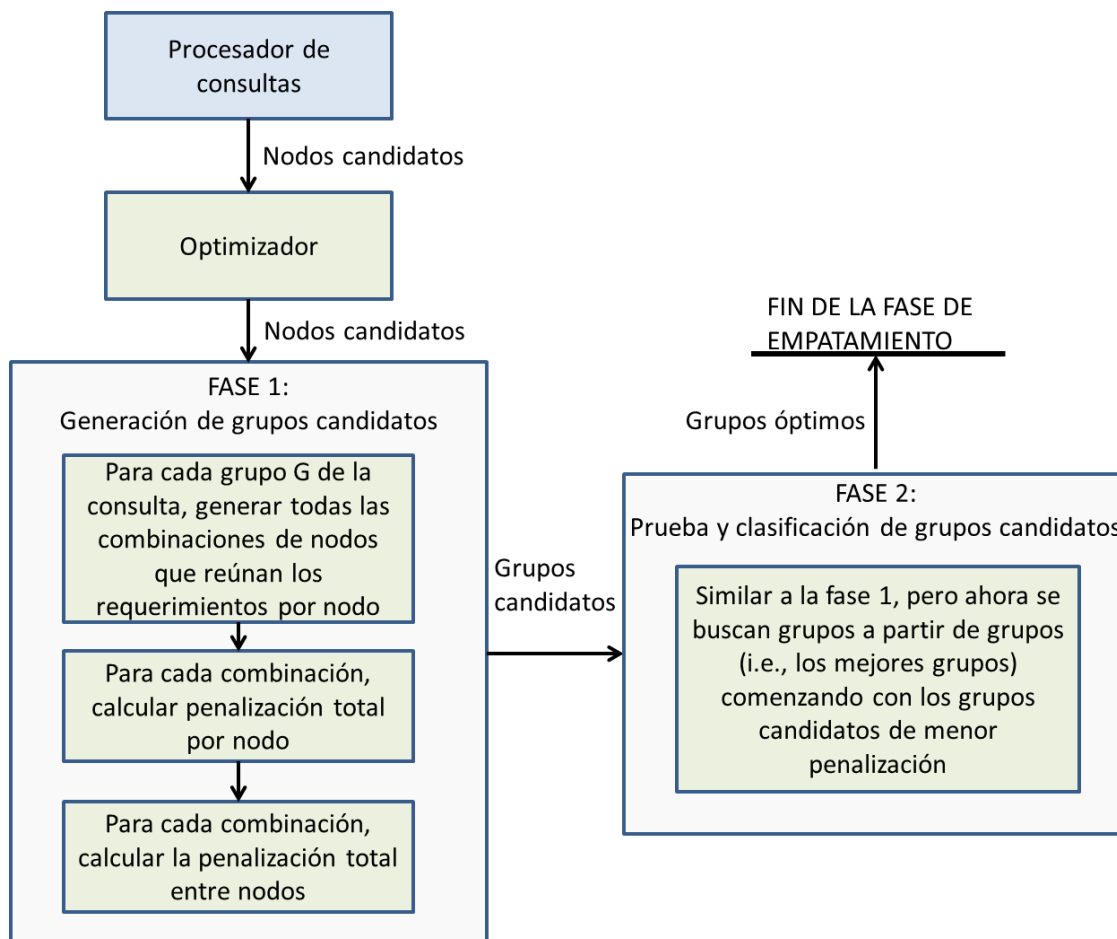 Procesador de
consultas
Nodos candidatos
Optimizador
Nodos candidatos
FASE 1:
Generación de grupos candidatos
Para cada grupo G de la
consulta, generar todas las
combinaciones de nodos
que reúnan los
requerimientos por nodo
Para cada combinación,
calcular penalización total
por nodo
Para cada combinación,
calcular la penalización total
entre nodos
Grupos
candidatos
FASE 2:
Prueba y clasificación de grupos candidatos
Similar a la fase 1, pero ahora se
buscan grupos a partir de grupos
(i.e., los mejores grupos)
comenzando con los grupos
candidatos de menor
penalización
Grupos óptimos
FIN DE LA FASE DE
EMPATAMIENTO